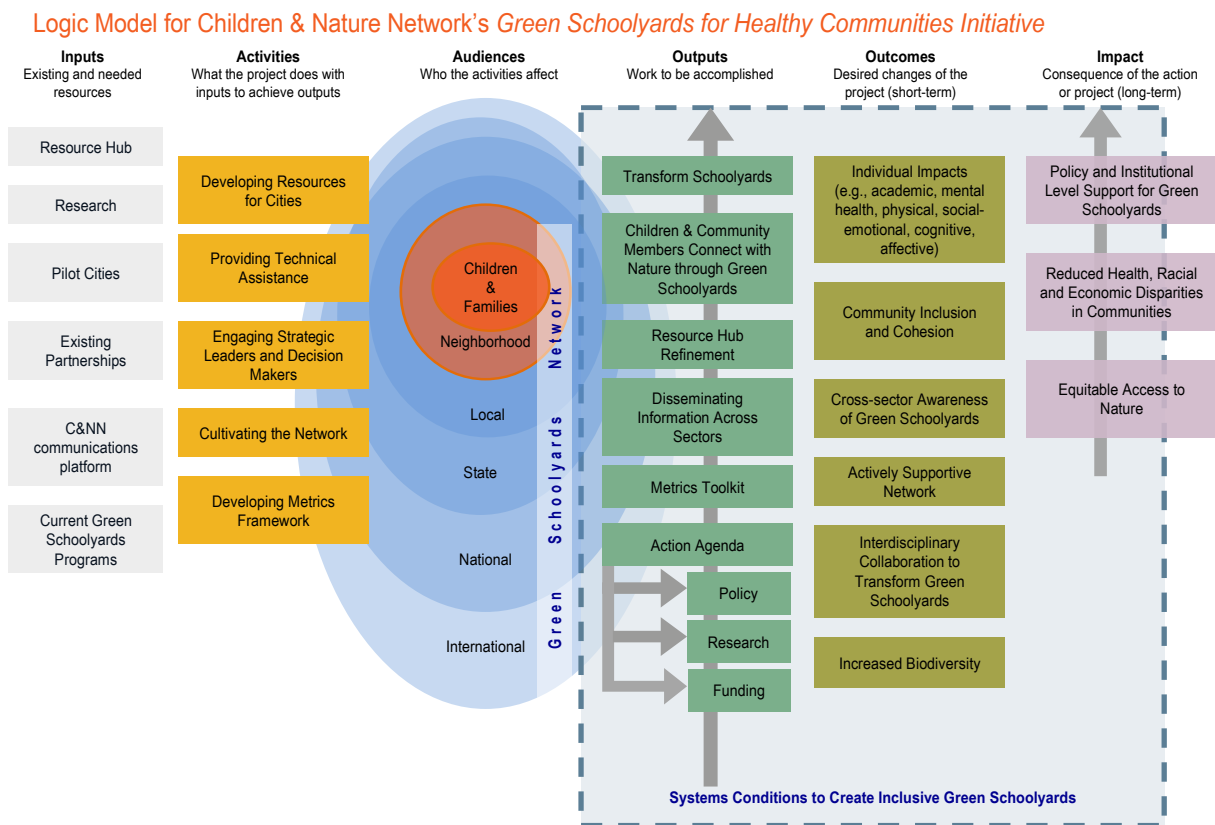 Logic Model for Children & Nature Network's Green Schoolyards for Healthy Communities Initiative
Inputs
Existing and needed
resources
Resource Hub
Research
Pilot Cities
Existing
Partnerships
C&NN
communications
platform
Current Green
Schoolyards
Programs
Activities
What the project does with
inputs to achieve outputs
Developing Resources
for Cities
Providing Technical
Assistance
Engaging Strategic
Leaders and Decision
Makers
Cultivating the Network
Developing Metrics
Framework
Audiences
Who the activities affect
Children
&
Families
Neighborhood
Local
State
National
International
Green Schoolyards Network
Outputs
Work to be accomplished
Transform Schoolyards
Children & Community
Members Connect with
Nature through Green
Schoolyards
Resource Hub
Refinement
Disseminating
Information Across
Sectors
Metrics Toolkit
Action Agenda
Policy
Research
Funding
Outcomes
Desired changes of the
project (short-term)
Individual Impacts
(e.g., academic, mental
health, physical, social-
emotional, cognitive,
affective)
Community Inclusion
and Cohesion
Cross-sector Awareness
of Green Schoolyards
Actively Supportive
Network
Interdisciplinary
Collaboration to
Transform Green
Schoolyards
Increased Biodiversity
Impact
Consequence of the action
or project (long-term)
Policy and Institutional
Level Support for Green
Schoolyards
Reduced Health, Racial
and Economic Disparities
in Communities
Equitable Access to
Nature
Systems Conditions to Create Inclusive Green Schoolyards